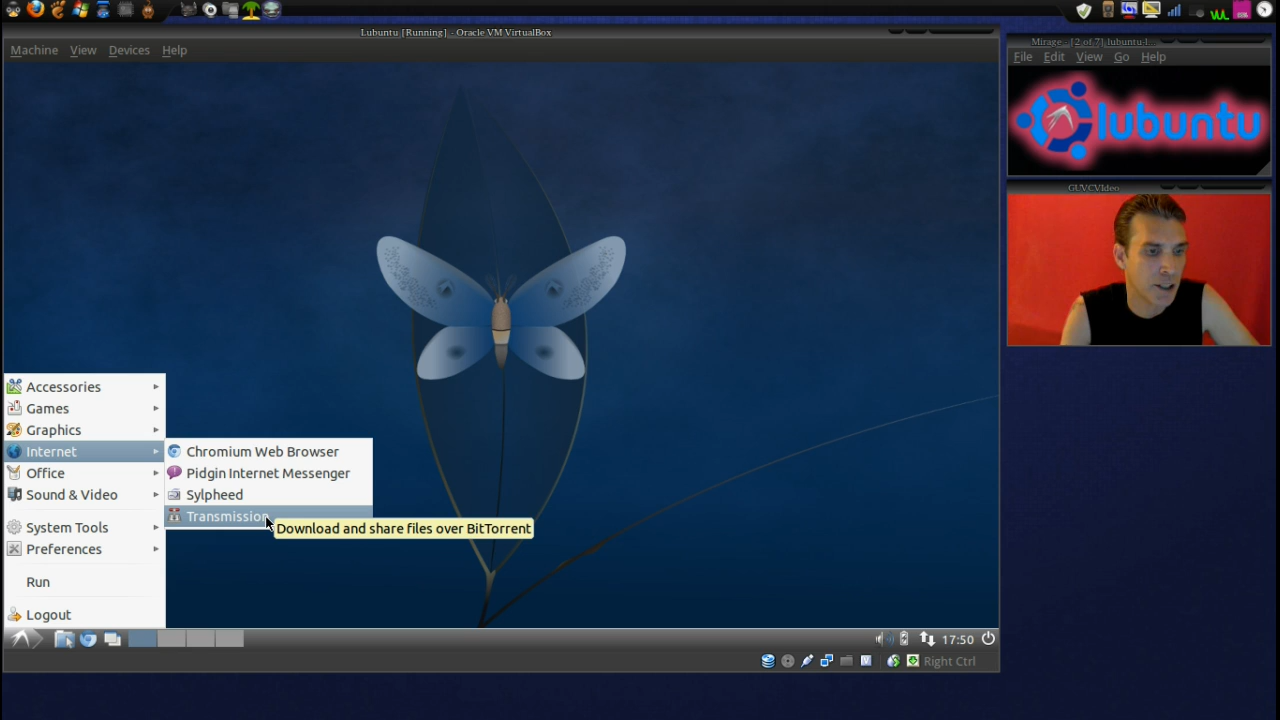 Lubuntu [Running] - Oracle VM VirtualBox
Machine View Devices Help
Mirage - [2 of 7] lubuntu-l...
File Edit View Go Help
lubuntu
GUVCVideo
Accessories
Games
Graphics
Internet
Office
Sound & Video
System Tools
Preferences
Run
Logout
Chromium Web Browser
Pidgin Internet Messenger
Sylpheed
Transmission
Download and share files over BitTorrent
17:50
Right Ctrl